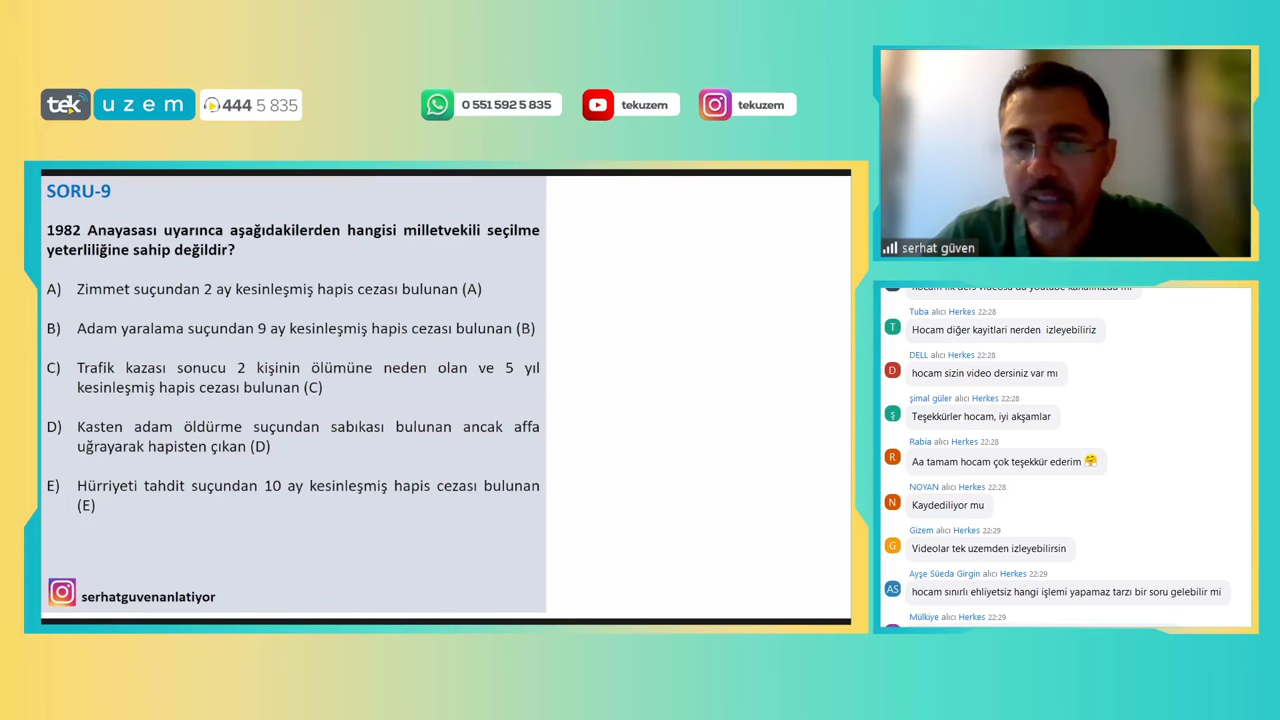 tek uzem 444 5 835
0 551 592 5 835
tekuzem
tekuzem
SORU-9
1982 Anayasası uyarınca aşağıdakilerden hangisi milletvekili seçilme
yeterliliğine sahip değildir?
A) Zimmet suçundan 2 ay kesinleşmiş hapis cezası bulunan (A)
B) Adam yaralama suçundan 9 ay kesinleşmiş hapis cezası bulunan (B)
C) Trafik kazası sonucu 2 kişinin ölümüne neden olan ve 5 yıl
kesinleşmiş hapis cezası bulunan (C)
D) Kasten adam öldürme suçundan sabıkası bulunan ancak affa
uğrayarak hapisten çıkan (D)
E) Hürriyeti tahdit suçundan 10 ay kesinleşmiş hapis cezası bulunan
(E)
serhatguvenanlatiyor
serhat güven
Tuba alıcı Herkes 22:28
T Hocam diğer kayitlari nerden izleyebiliriz
DELL alıcı Herkes 22:28
D hocam sizin video dersiniz var mı
şimal güler alıcı Herkes 22:28
ş Teşekkürler hocam, iyi akşamlar
Rabia alıcı Herkes 22:28
R Aa tamam hocam çok teşekkür ederim 🤗
NOYAN alıcı Herkes 22:28
N Kaydediliyor mu
Gizem alıcı Herkes 22:29
G Videolar tek uzemden izleyebilirsin
Ayşe Süeda Girgin alıcı Herkes 22:29
AS hocam sınırlı ehliyetsiz hangi işlemi yapamaz tarzı bir soru gelebilir mi
Mülkiye alıcı Herkes 22:29